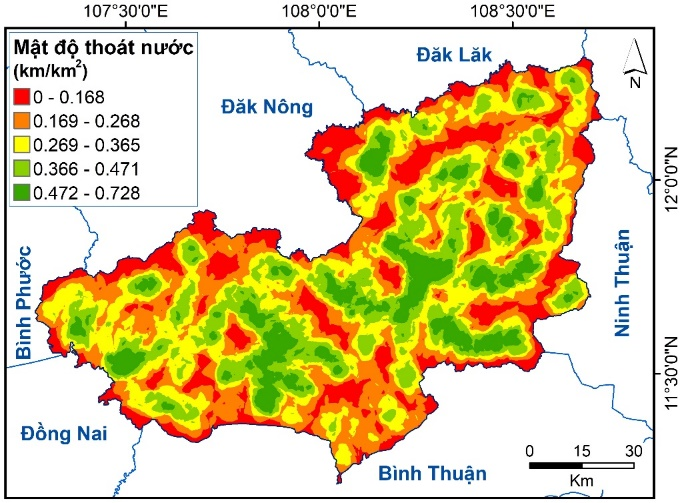 107°30'0"E
108°0'0"E
108°30'0"E
Mật độ thoát nước
(km/km²)
0 - 0.168
0.169 - 0.268
0.269 - 0.365
0.366 - 0.471
0.472 - 0.728
Đăk Lăk
Đăk Nông
N
12°0'0"N
Ninh Thuận
Bình Phước
11°30'0"N
Đồng Nai
Bình Thuận
0 15 30
Km